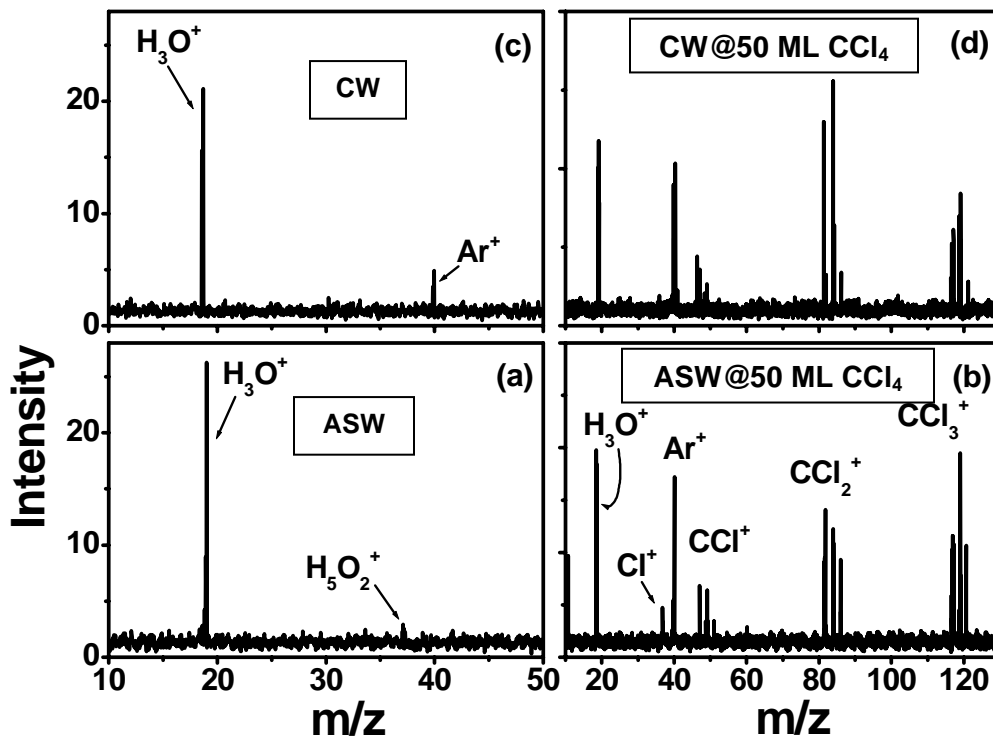 (c)
H₃O⁺
CW
Ar⁺
20
10
0
(d)
CW@50 ML CCl₄
(a)
H₃O⁺
ASW
H₅O₂⁺
20
10
0
10 20 30 40 50
m/z
Intensity
(b)
ASW@50 ML CCl₄
H₃O⁺
Ar⁺
Cl⁺
CCl⁺
CCl₂⁺
CCl₃⁺
20 40 60 80 100 120
m/z